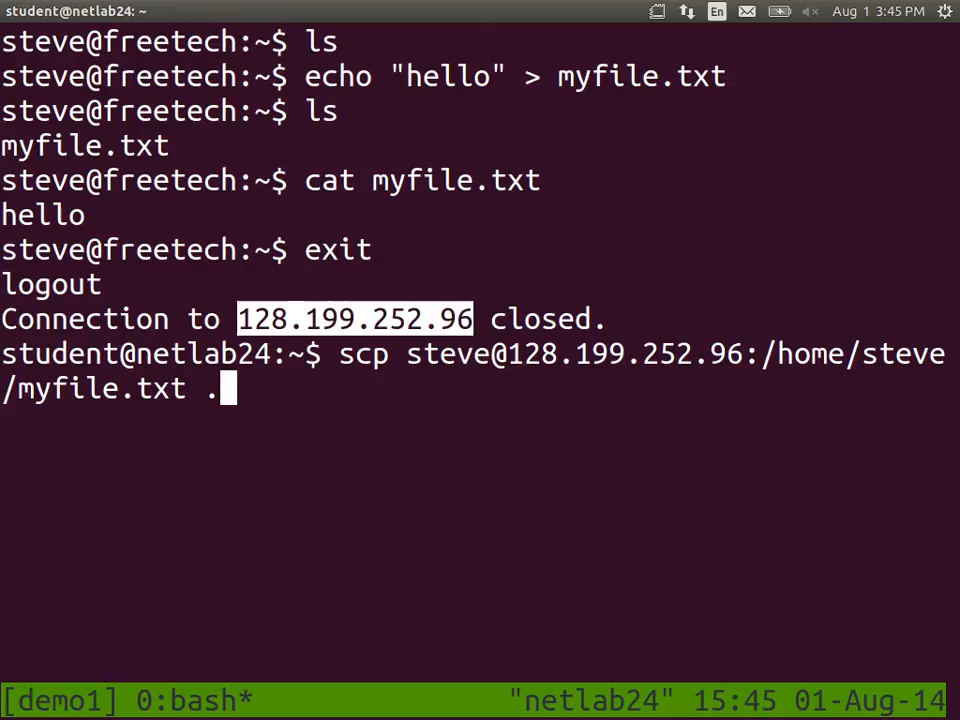 student@netlab24: ~ En Aug 1 3:45 PM
steve@freetech:~$ ls
steve@freetech:~$ echo "hello" > myfile.txt
steve@freetech:~$ ls
myfile.txt
steve@freetech:~$ cat myfile.txt
hello
steve@freetech:~$ exit
logout
Connection to 128.199.252.96 closed.
student@netlab24:~$ scp steve@128.199.252.96:/home/steve
/myfile.txt .
[demo1] 0:bash* "netlab24" 15:45 01-Aug-14